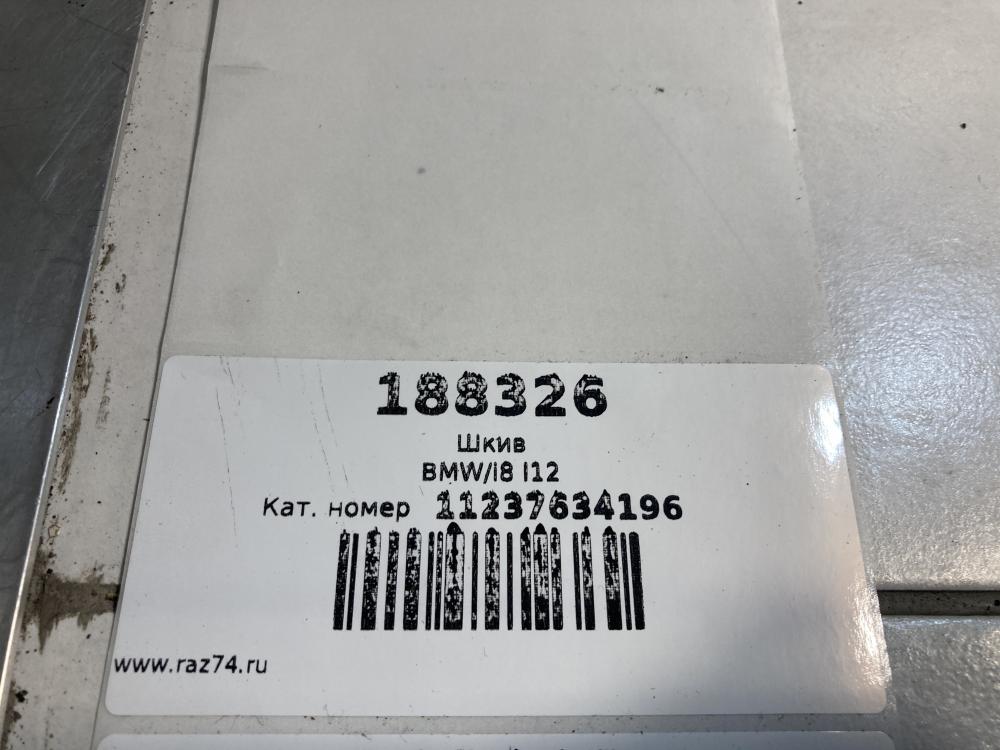 188326
Шкив
BMW/i8 I12
Кат. номер 11237634196
www.raz74.ru